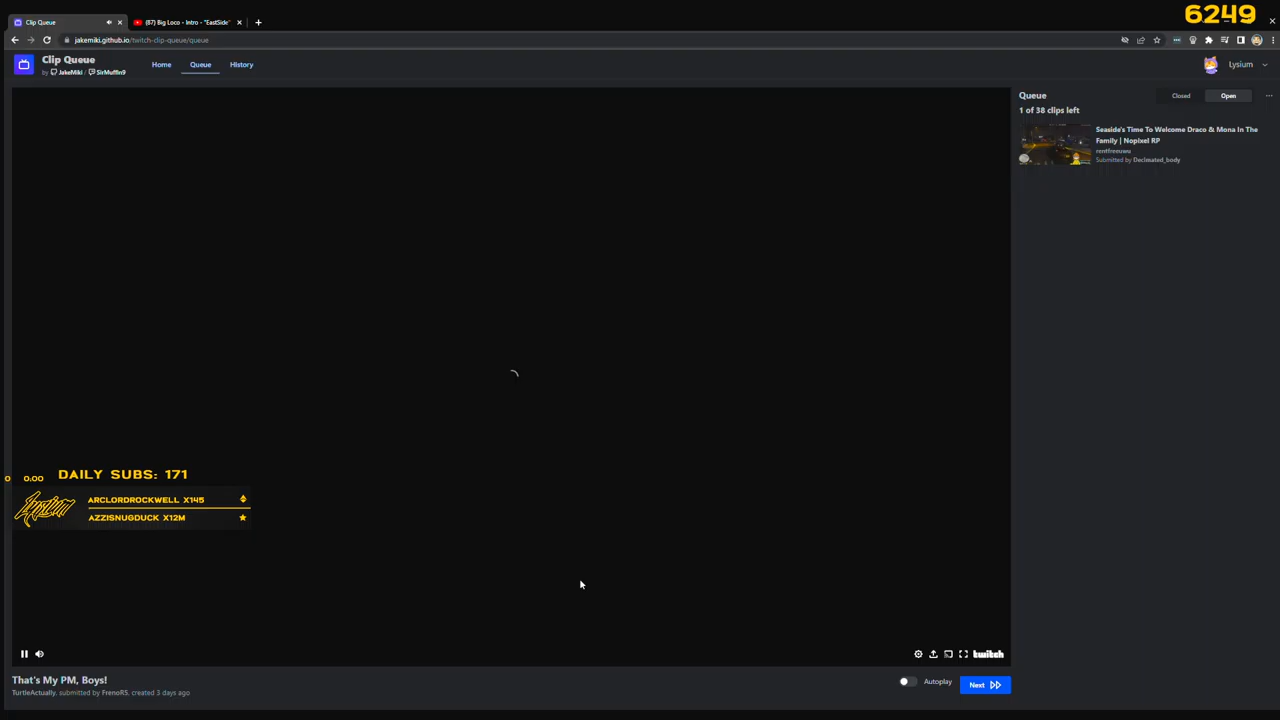 Clip Queue
(87) Big Loco - Intro - "EastSide"
6249
jakemiki.github.io/twitch-clip-queue/queue
Clip Queue
by JakeMiki / SirMuffin9
Home
Queue
History
Lysium
Queue
Closed
Open
1 of 38 clips left
Seaside's Time To Welcome Draco & Mona In The
Family | Nopixel RP
rentfreeuwu
Submitted by Decimated_body
0 0:00 DAILY SUBS: 171
ARCLORDROCKWELL X145
AZZISNUGDUCK X12M
twitch
That's My PM, Boys!
TurtleActually, submitted by FrenoRS, created 3 days ago
Autoplay
Next